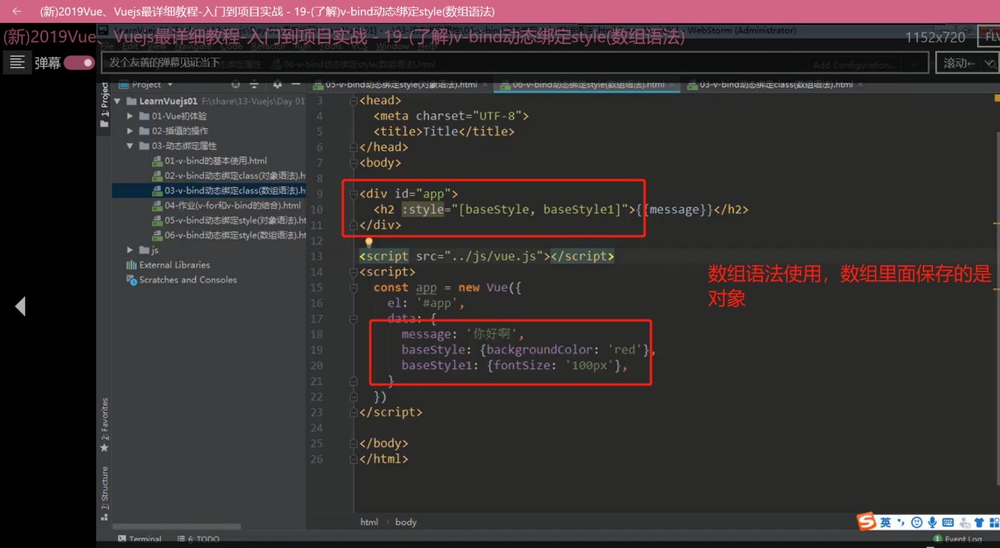 (新)2019Vue、Vuejs最详细教程-入门到项目实战 - 19-(了解)v-bind动态绑定style(数组语法)
(新)2019Vue、Vuejs最详细教程-入门到项目实战 - 19-(了解)v-bind动态绑定style(数组语法)
WebStorm (Administrator)
1152x720
FLV
弹幕
发个友善的弹幕见证当下
Add Configuration...
滚动←
Project
05-v-bind动态绑定style(对象语法).html
06-v-bind动态绑定style(数组语法).html
03-v-bind动态绑定class(数组语法).html
1: Project
LearnVuejs01 F:\share\13-Vuejs\Day 01
01-Vue初体验
02-插值的操作
03-动态绑定属性
01-v-bind的基本使用.html
02-v-bind动态绑定class(对象语法).h
03-v-bind动态绑定class(数组语法).h
04-作业(v-for和v-bind的结合).html
05-v-bind动态绑定style(对象语法).ht
06-v-bind动态绑定style(数组语法).ht
js
External Libraries
Scratches and Consoles
3 <head>
4 <meta charset="UTF-8">
5 <title>Title</title>
6 </head>
7 <body>
8
9 <div id="app">
10 <h2 :style="[baseStyle, baseStyle1]">{{message}}</h2>
11 </div>
12
13 <script src="../js/vue.js"></script>
14 <script>
15 const app = new Vue({
16 el: '#app',
17 data: {
18 message: '你好啊',
19 baseStyle: {backgroundColor: 'red'},
20 baseStyle1: {fontSize: '100px'},
21 }
22 })
23 </script>
24
25 </body>
26 </html>
数组语法使用，数组里面保存的是
对象
2: Favorites
7: Structure
html › body
英
Terminal
6: TODO
1 Event Log